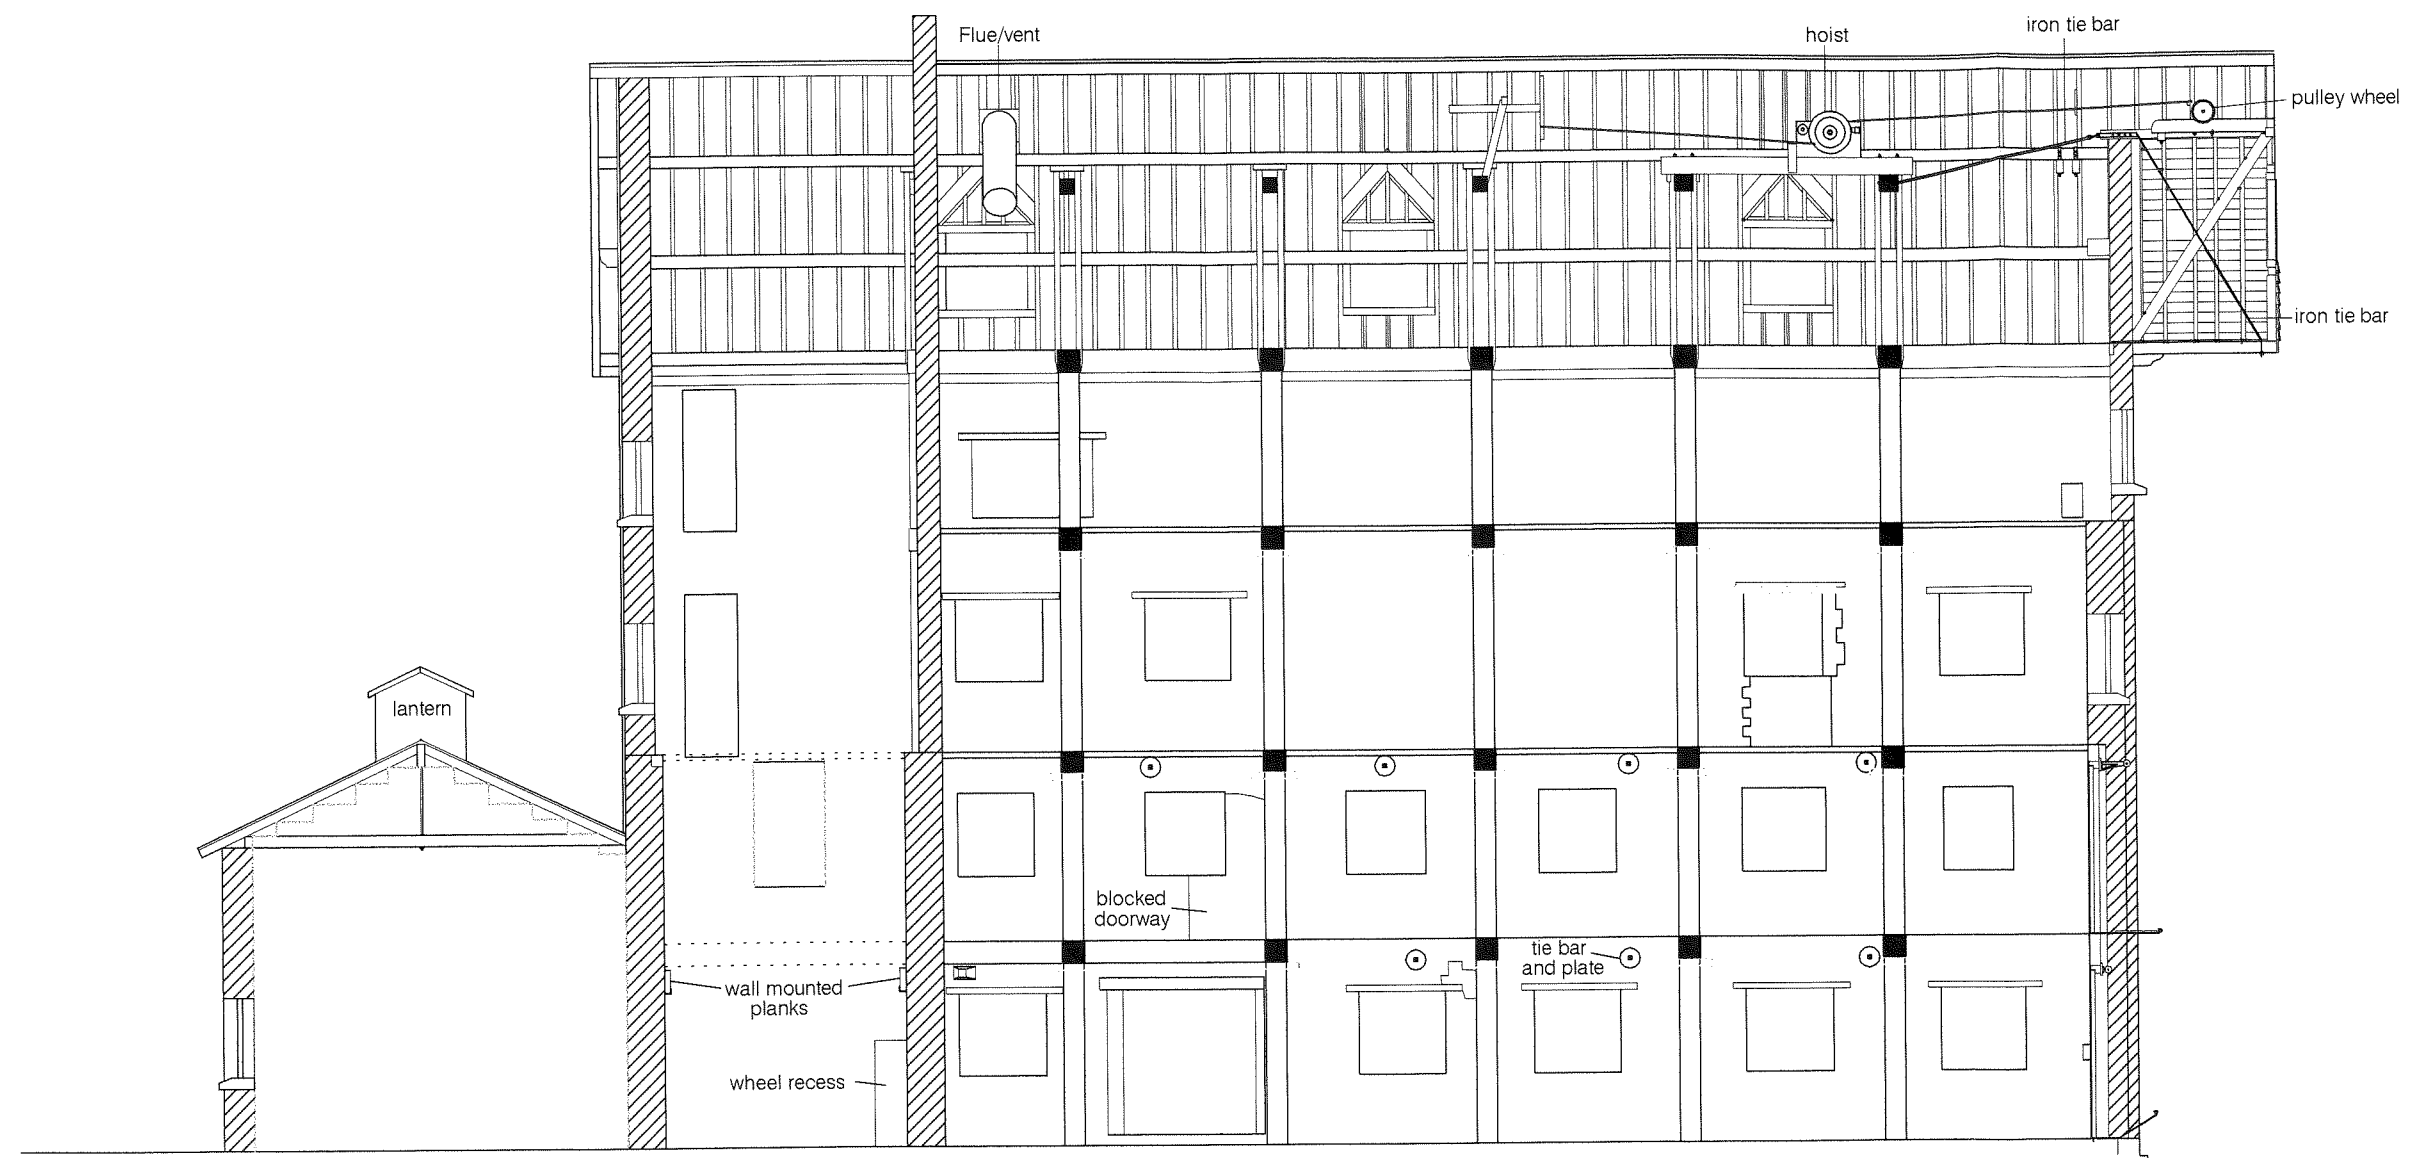 iron tie bar
Flue/vent
hoist
pulley wheel
iron tie bar
lantern
blocked
doorway
tie bar
and plate
wall mounted
planks
wheel recess